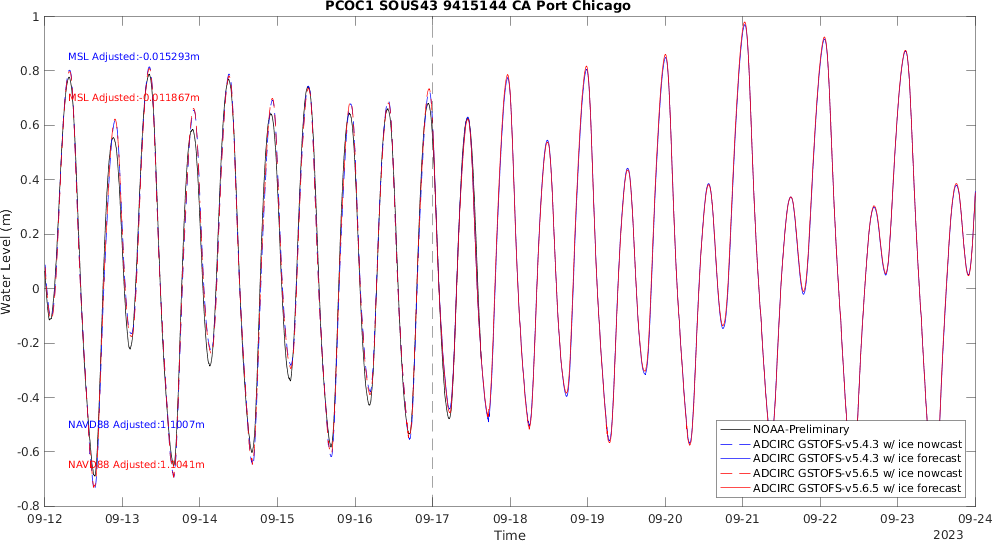 PCOC1 SOUS43 9415144 CA Port Chicago
1
0.8
0.6
0.4
0.2
0
-0.2
-0.4
-0.6
-0.8
Water Level (m)
MSL Adjusted:-0.015293m
MSL Adjusted:-0.011867m
NAVD88 Adjusted:1.1007m
NAVD88 Adjusted:1.1041m
NOAA-Preliminary
ADCIRC GSTOFS-v5.4.3 w/ ice nowcast
ADCIRC GSTOFS-v5.4.3 w/ ice forecast
ADCIRC GSTOFS-v5.6.5 w/ ice nowcast
ADCIRC GSTOFS-v5.6.5 w/ ice forecast
09-12 09-13 09-14 09-15 09-16 09-17 09-18 09-19 09-20 09-21 09-22 09-23 09-24
Time
2023